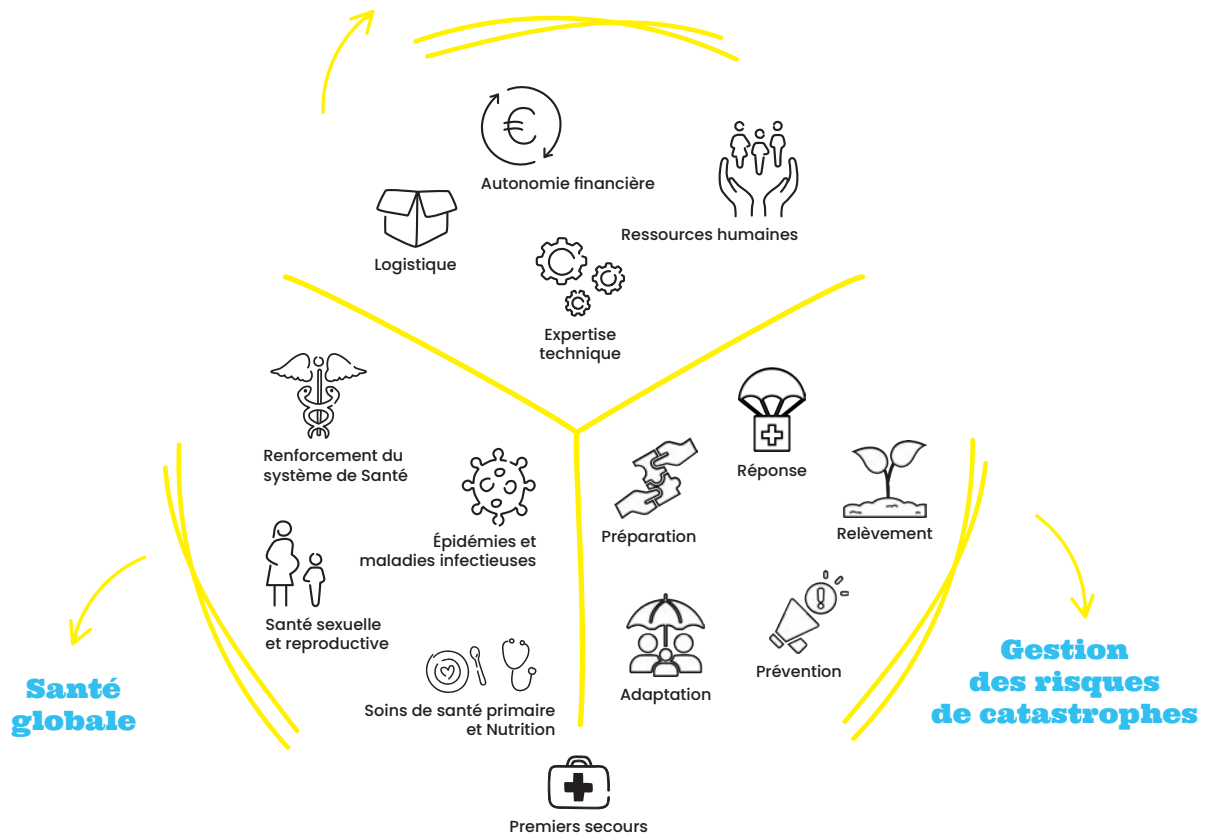 Autonomie financière
Ressources humaines
Logistique
Expertise
technique
Renforcement du
système de Santé
Épidémies et
maladies infectieuses
Santé sexuelle
et reproductive
Soins de santé primaire
et Nutrition
Santé
globale
Réponse
Préparation
Relèvement
Adaptation
Prévention
Gestion
des risques
de catastrophes
Premiers secours